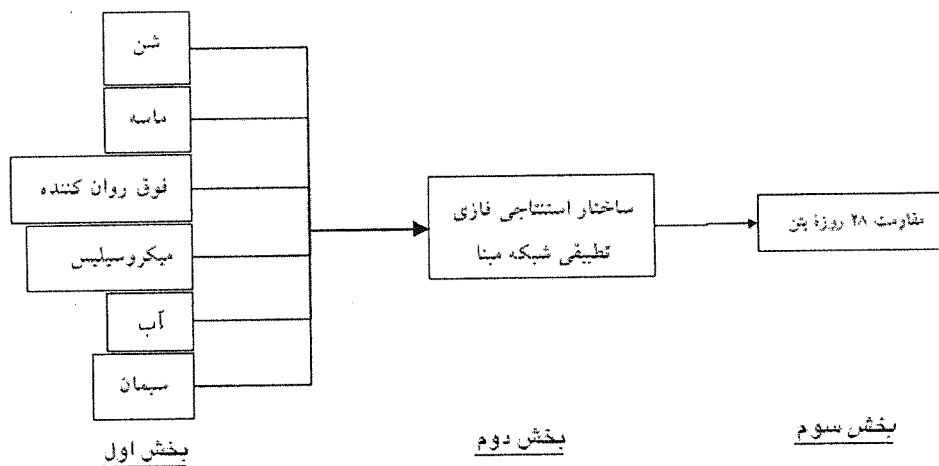 شن
ماسه
فوق روان کننده
میکروسیلیس
آب
سیمان
ساختار استنتاجی فازی
تطبیقی شبکه مبنا
مقاومت ۲۸ روزهٔ بتن
بخش اول
بخش دوم
بخش سوم